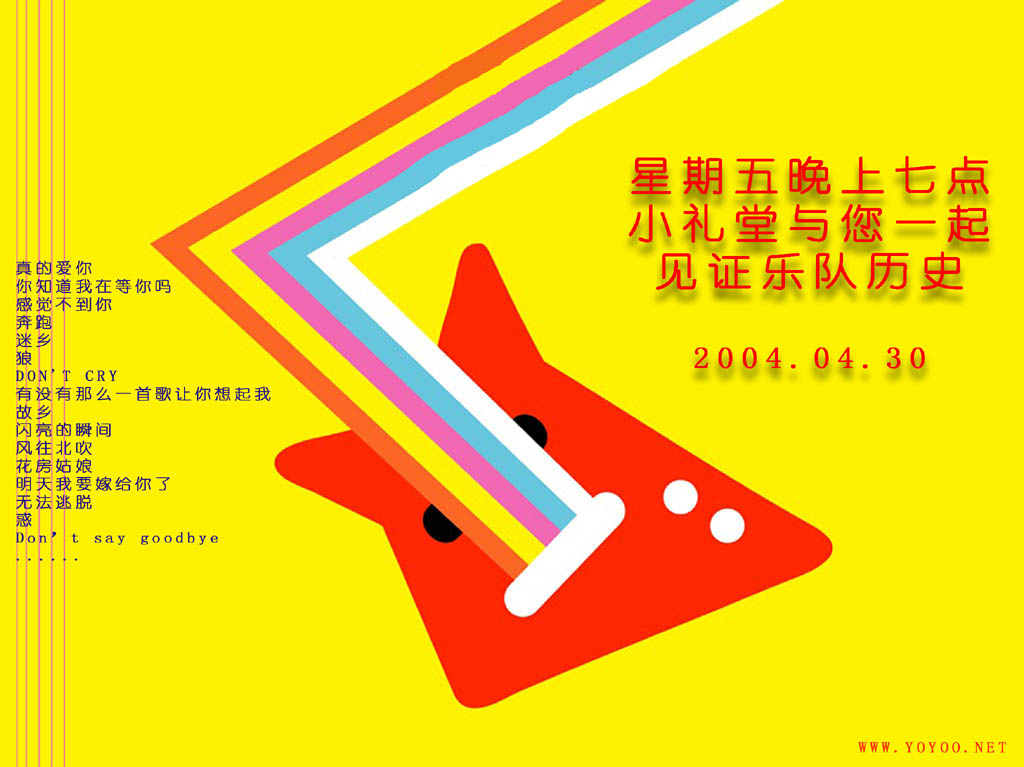 星期五晚上七点
小礼堂与您一起
见证乐队历史
2004.04.30
真的爱你
你知道我在等你吗
感觉不到你
奔跑
迷乡
狼
DON'T CRY
有没有那么一首歌让你想起我
故乡
闪亮的瞬间
风往北吹
花房姑娘
明天我要嫁给你了
无法逃脱
惑
Don't say goodbye
......
WWW.YOYOO.NET